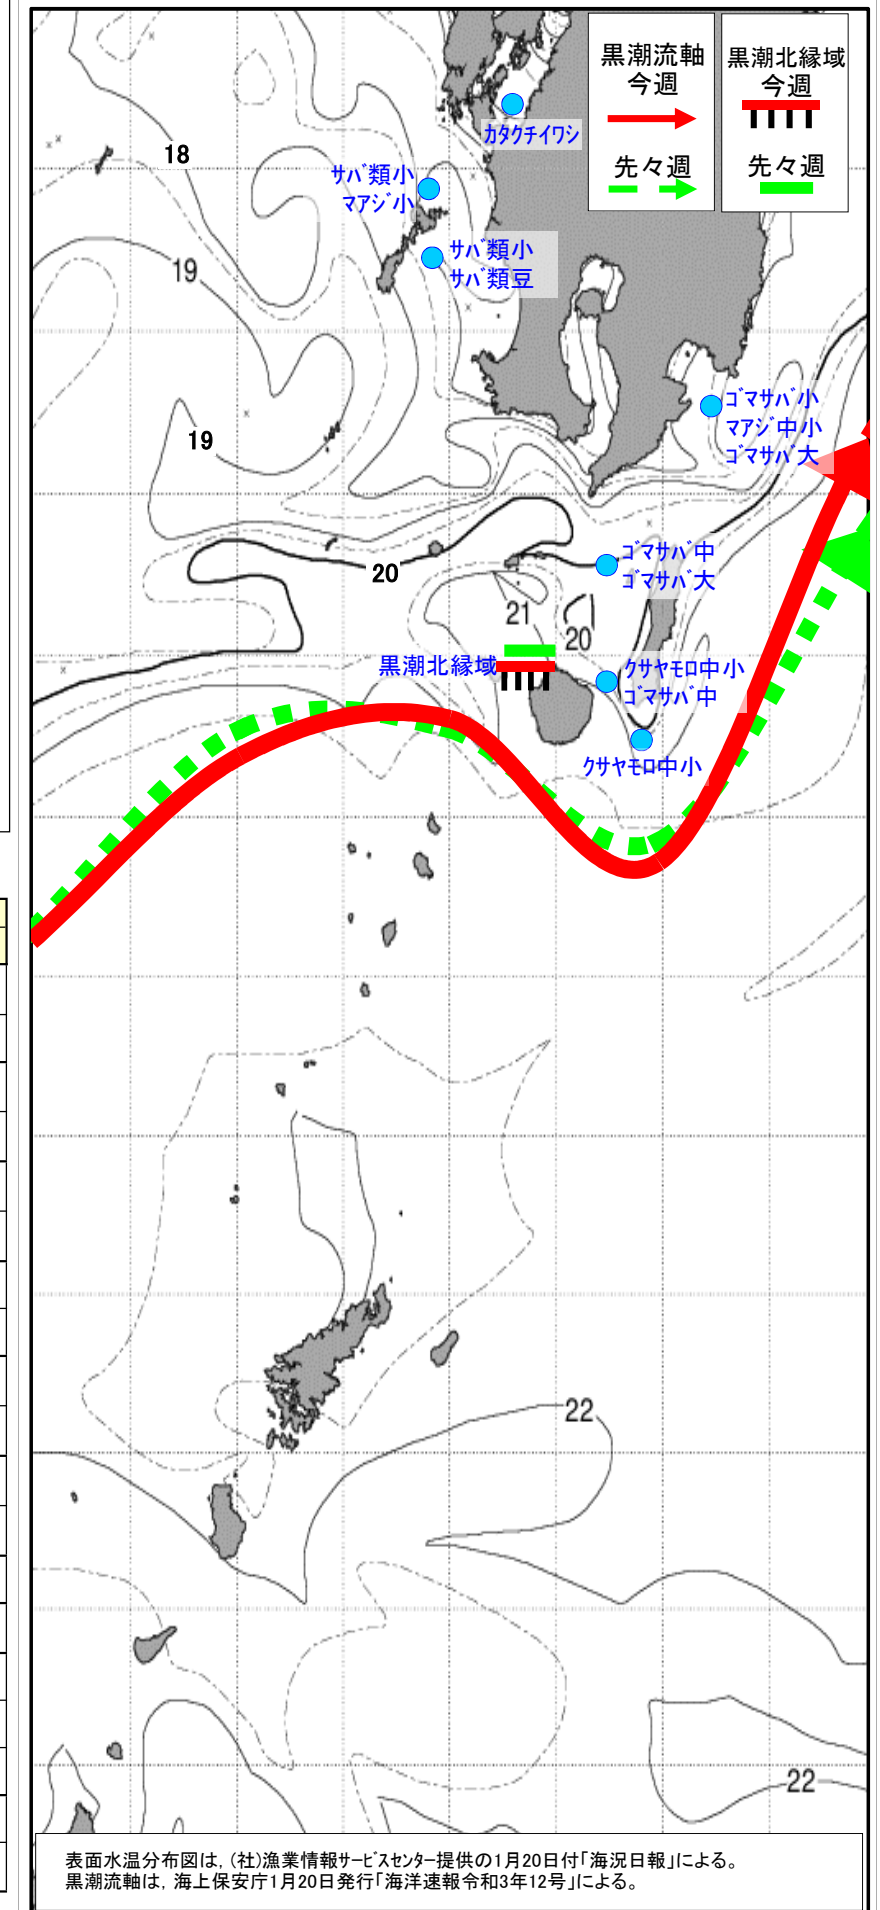 黒潮流軸
今週
先々週
黒潮北縁域
今週
先々週
カタクチイワシ
18
サバ類小
マアジ小
サバ類小
サバ類豆
19
ゴマサバ小
マアジ中小
ゴマサバ大
19
ゴマサバ中
ゴマサバ大
20
21
20
黒潮北縁域
クサヤモロ中小
ゴマサバ中
クサヤモロ中小
22
22
表面水温分布図は，(社)漁業情報サービスセンター提供の1月20日付「海況日報」による。
黒潮流軸は，海上保安庁1月20日発行「海洋速報令和3年12号」による。